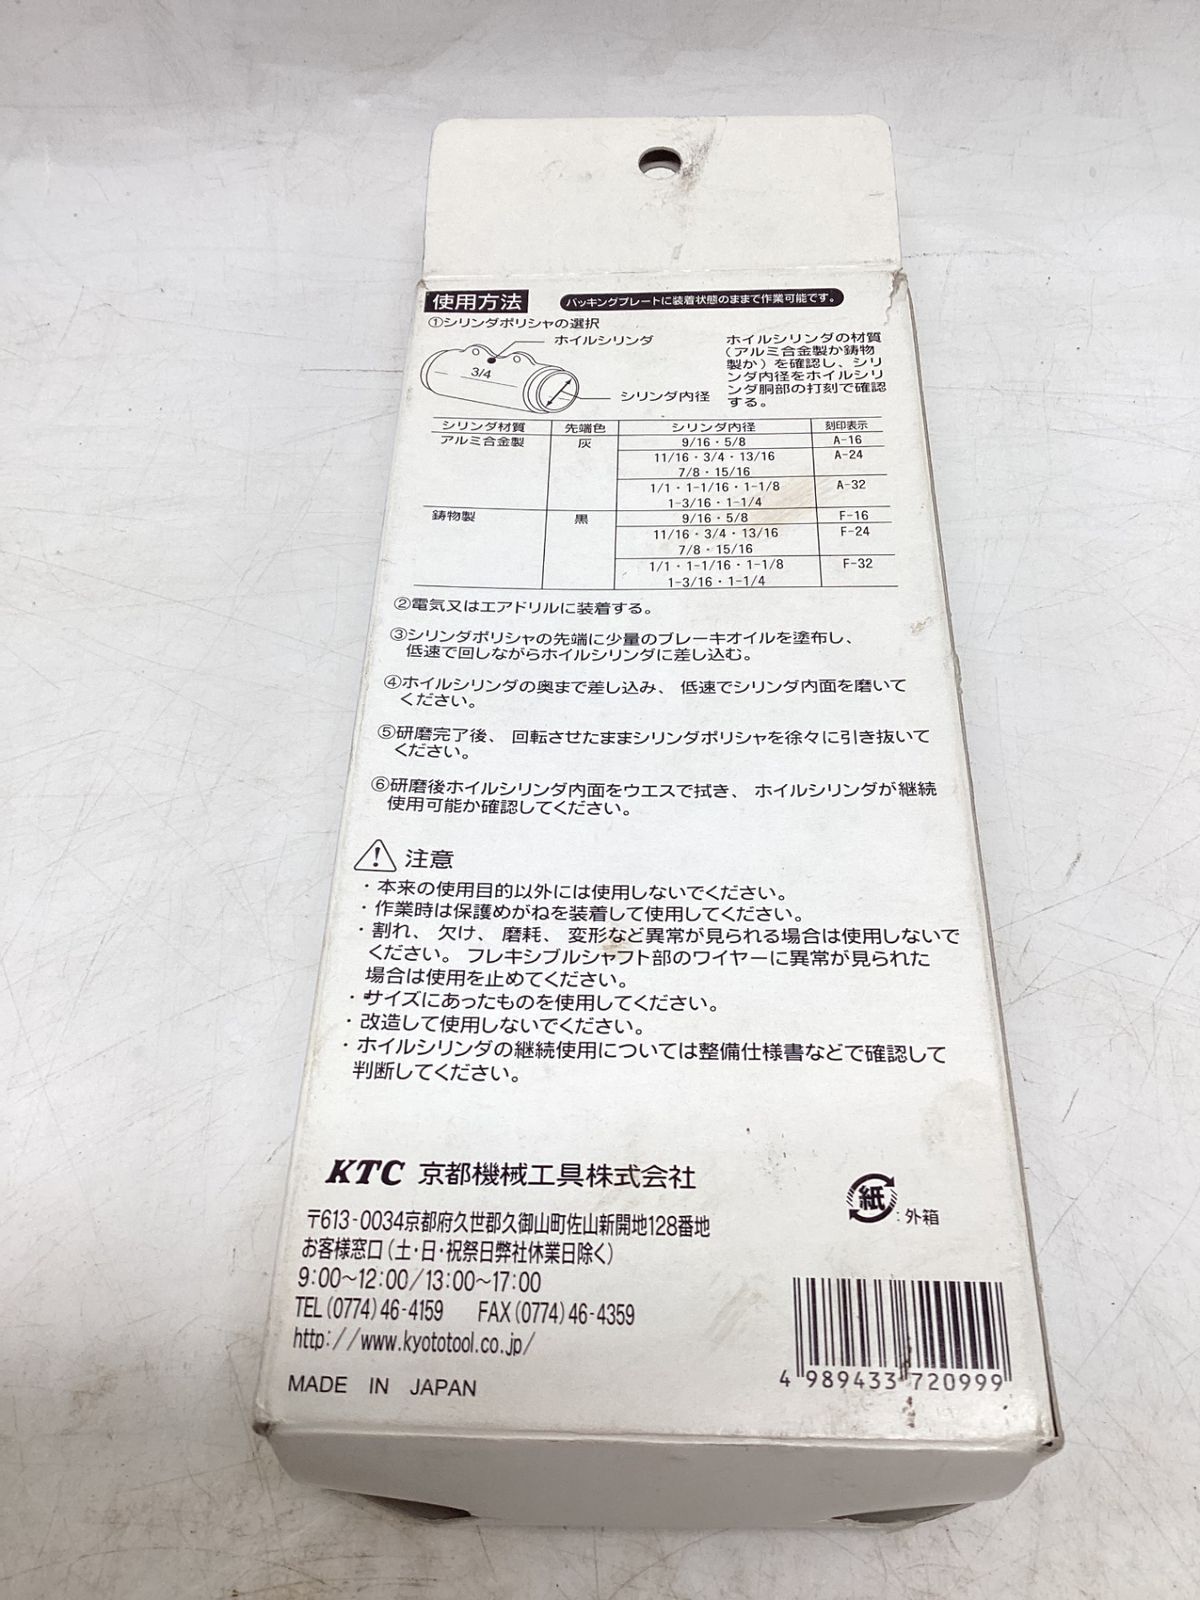 使用方法 バッキングプレートに装着状態のままで作業可能です。
①シリンダポリシャの選択
ホイルシリンダ
3/4
シリンダ内径
ホイルシリンダの材質
(アルミ合金製か鋳物
製か)を確認し、シリ
ンダ内径をホイルシリ
ンダ胴部の打刻で確認
する。
シリンダ材質 先端色 シリンダ内径 刻印表示
アルミ合金製 灰 9/16・5/8 A-16
11/16・3/4・13/16 A-24
7/8・15/16
1/1・1-1/16・1-1/8 A-32
1-3/16・1-1/4
鋳物製 黒 9/16・5/8 F-16
11/16・3/4・13/16 F-24
7/8・15/16
1/1・1-1/16・1-1/8 F-32
1-3/16・1-1/4
②電気又はエアドリルに装着する。
③シリンダポリシャの先端に少量のブレーキオイルを塗布し、
低速で回しながらホイルシリンダに差し込む。
④ホイルシリンダの奥まで差し込み、低速でシリンダ内面を磨いて
ください。
⑤研磨完了後、回転させたままシリンダポリシャを徐々に引き抜いて
ください。
⑥研磨後ホイルシリンダ内面をウエスで拭き、ホイルシリンダが継続
使用可能か確認してください。
注意
・本来の使用目的以外には使用しないでください。
・作業時は保護めがねを装着して使用してください。
・割れ、欠け、磨耗、変形など異常が見られる場合は使用しないで
ください。フレキシブルシャフト部のワイヤーに異常が見られた
場合は使用を止めてください。
・サイズにあったものを使用してください。
・改造して使用しないでください。
・ホイルシリンダの継続使用については整備仕様書などで確認して
判断してください。
KTC 京都機械工具株式会社
〒613-0034京都府久世郡久御山町佐山新開地128番地
お客様窓口(土・日・祝祭日弊社休業日除く)
9:00~12:00/13:00~17:00
TEL(0774)46-4159 FAX(0774)46-4359
http://www.kyototool.co.jp/
MADE IN JAPAN
紙:外箱
4 989433 720999